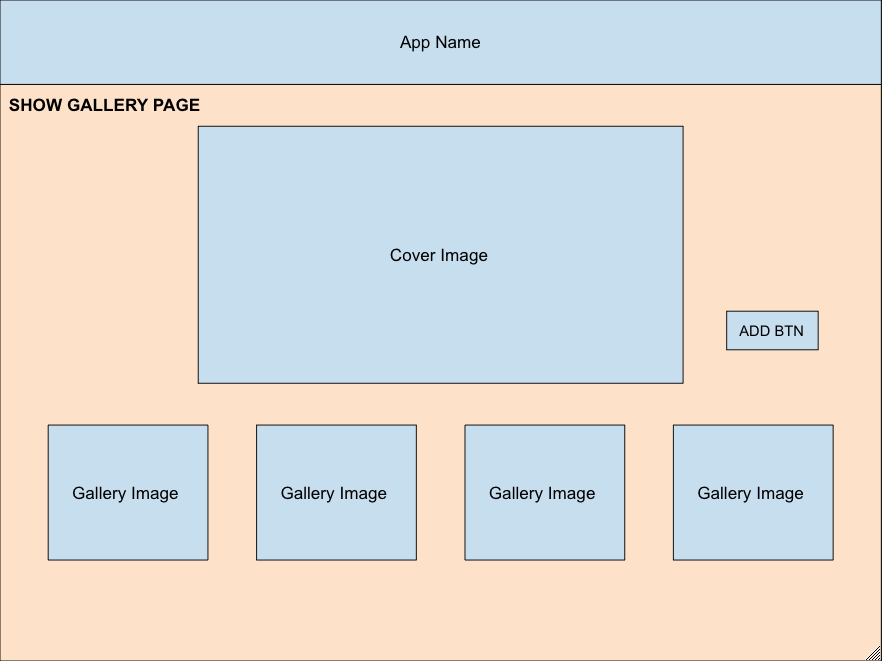 App Name
SHOW GALLERY PAGE
Cover Image
ADD BTN
Gallery Image
Gallery Image
Gallery Image
Gallery Image